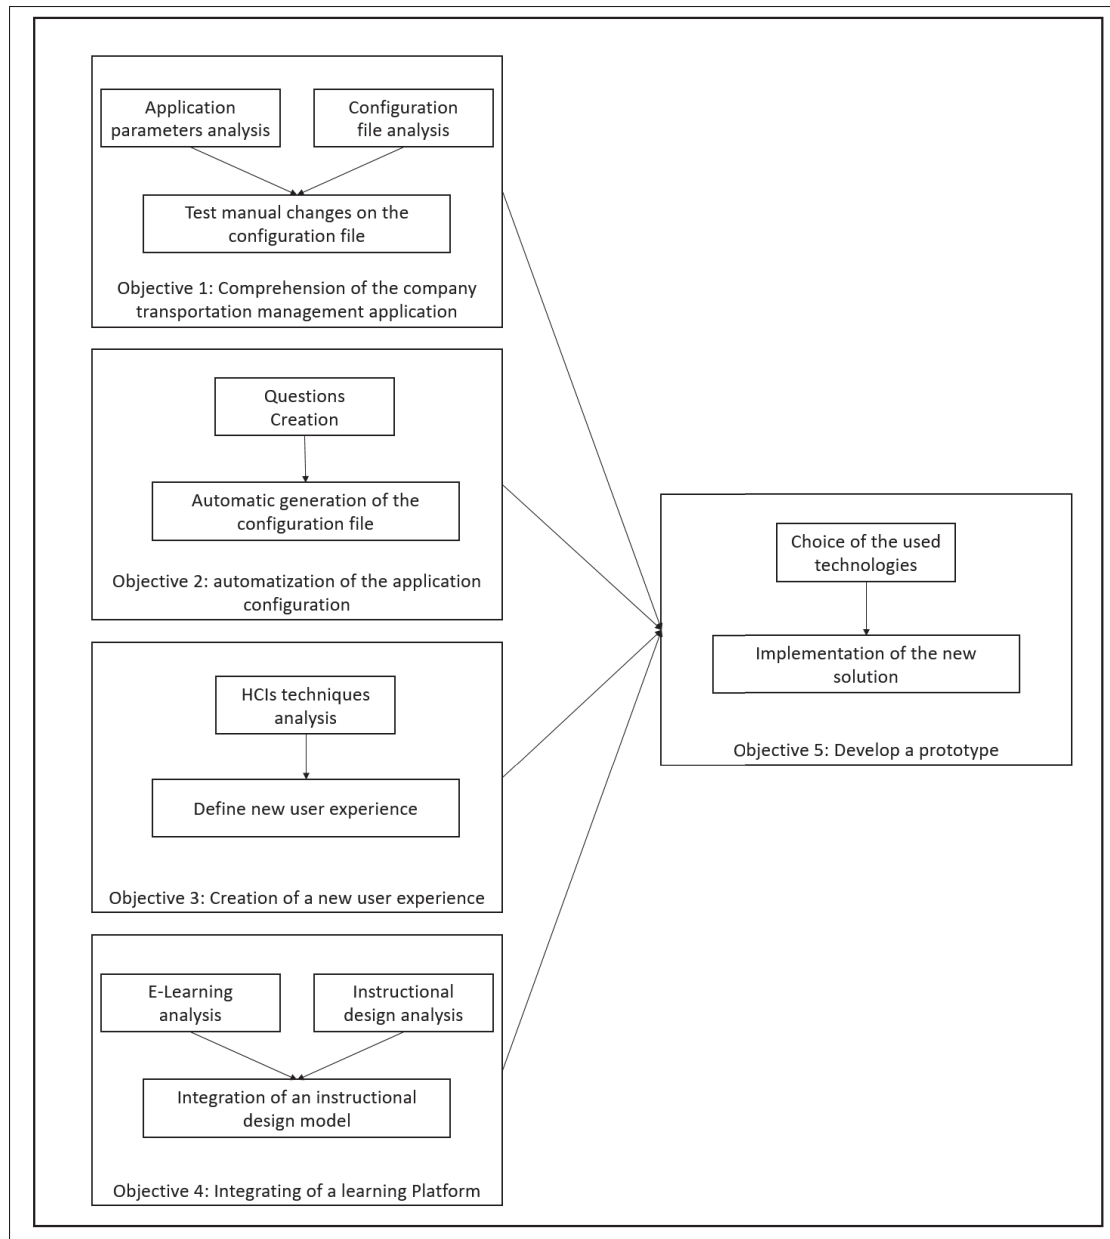 Application
parameters analysis
Configuration
file analysis
Test manual changes on the
configuration file
Objective 1: Comprehension of the company
transportation management application
Questions
Creation
Automatic generation of the
configuration file
Objective 2: automatization of the application
configuration
HCIs techniques
analysis
Define new user experience
Objective 3: Creation of a new user experience
E-Learning
analysis
Instructional
design analysis
Integration of an instructional
design model
Objective 4: Integrating of a learning Platform
Choice of the used
technologies
Implementation of the new
solution
Objective 5: Develop a prototype